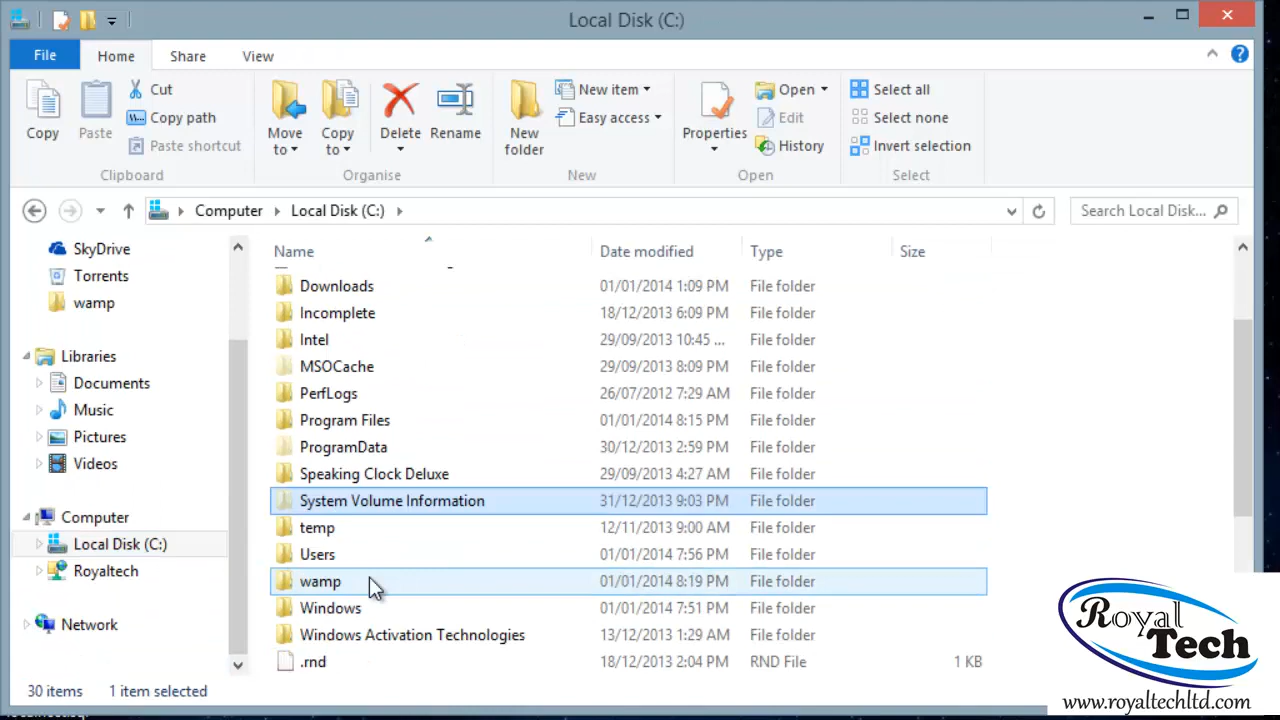 Local Disk (C:)
File Home Share View
Copy
Paste
Cut
Copy path
Paste shortcut
Clipboard
Move to
Copy to
Delete
Rename
Organise
New folder
New item
Easy access
New
Properties
Open
Edit
History
Open
Select all
Select none
Invert selection
Select
Computer Local Disk (C:)
Search Local Disk...
SkyDrive
Torrents
wamp
Libraries
Documents
Music
Pictures
Videos
Computer
Local Disk (C:)
Royaltech
Network
Name Date modified Type Size
Downloads 01/01/2014 1:09 PM File folder
Incomplete 18/12/2013 6:09 PM File folder
Intel 29/09/2013 10:45 ... File folder
MSOCache 29/09/2013 8:09 PM File folder
PerfLogs 26/07/2012 7:29 AM File folder
Program Files 01/01/2014 8:15 PM File folder
ProgramData 30/12/2013 2:59 PM File folder
Speaking Clock Deluxe 29/09/2013 4:27 AM File folder
System Volume Information 31/12/2013 9:03 PM File folder
temp 12/11/2013 9:00 AM File folder
Users 01/01/2014 7:56 PM File folder
wamp 01/01/2014 8:19 PM File folder
Windows 01/01/2014 7:51 PM File folder
Windows Activation Technologies 13/12/2013 1:29 AM File folder
.rnd 18/12/2013 2:04 PM RND File 1 KB
30 items 1 item selected
Royal
Tech
www.royaltechltd.com